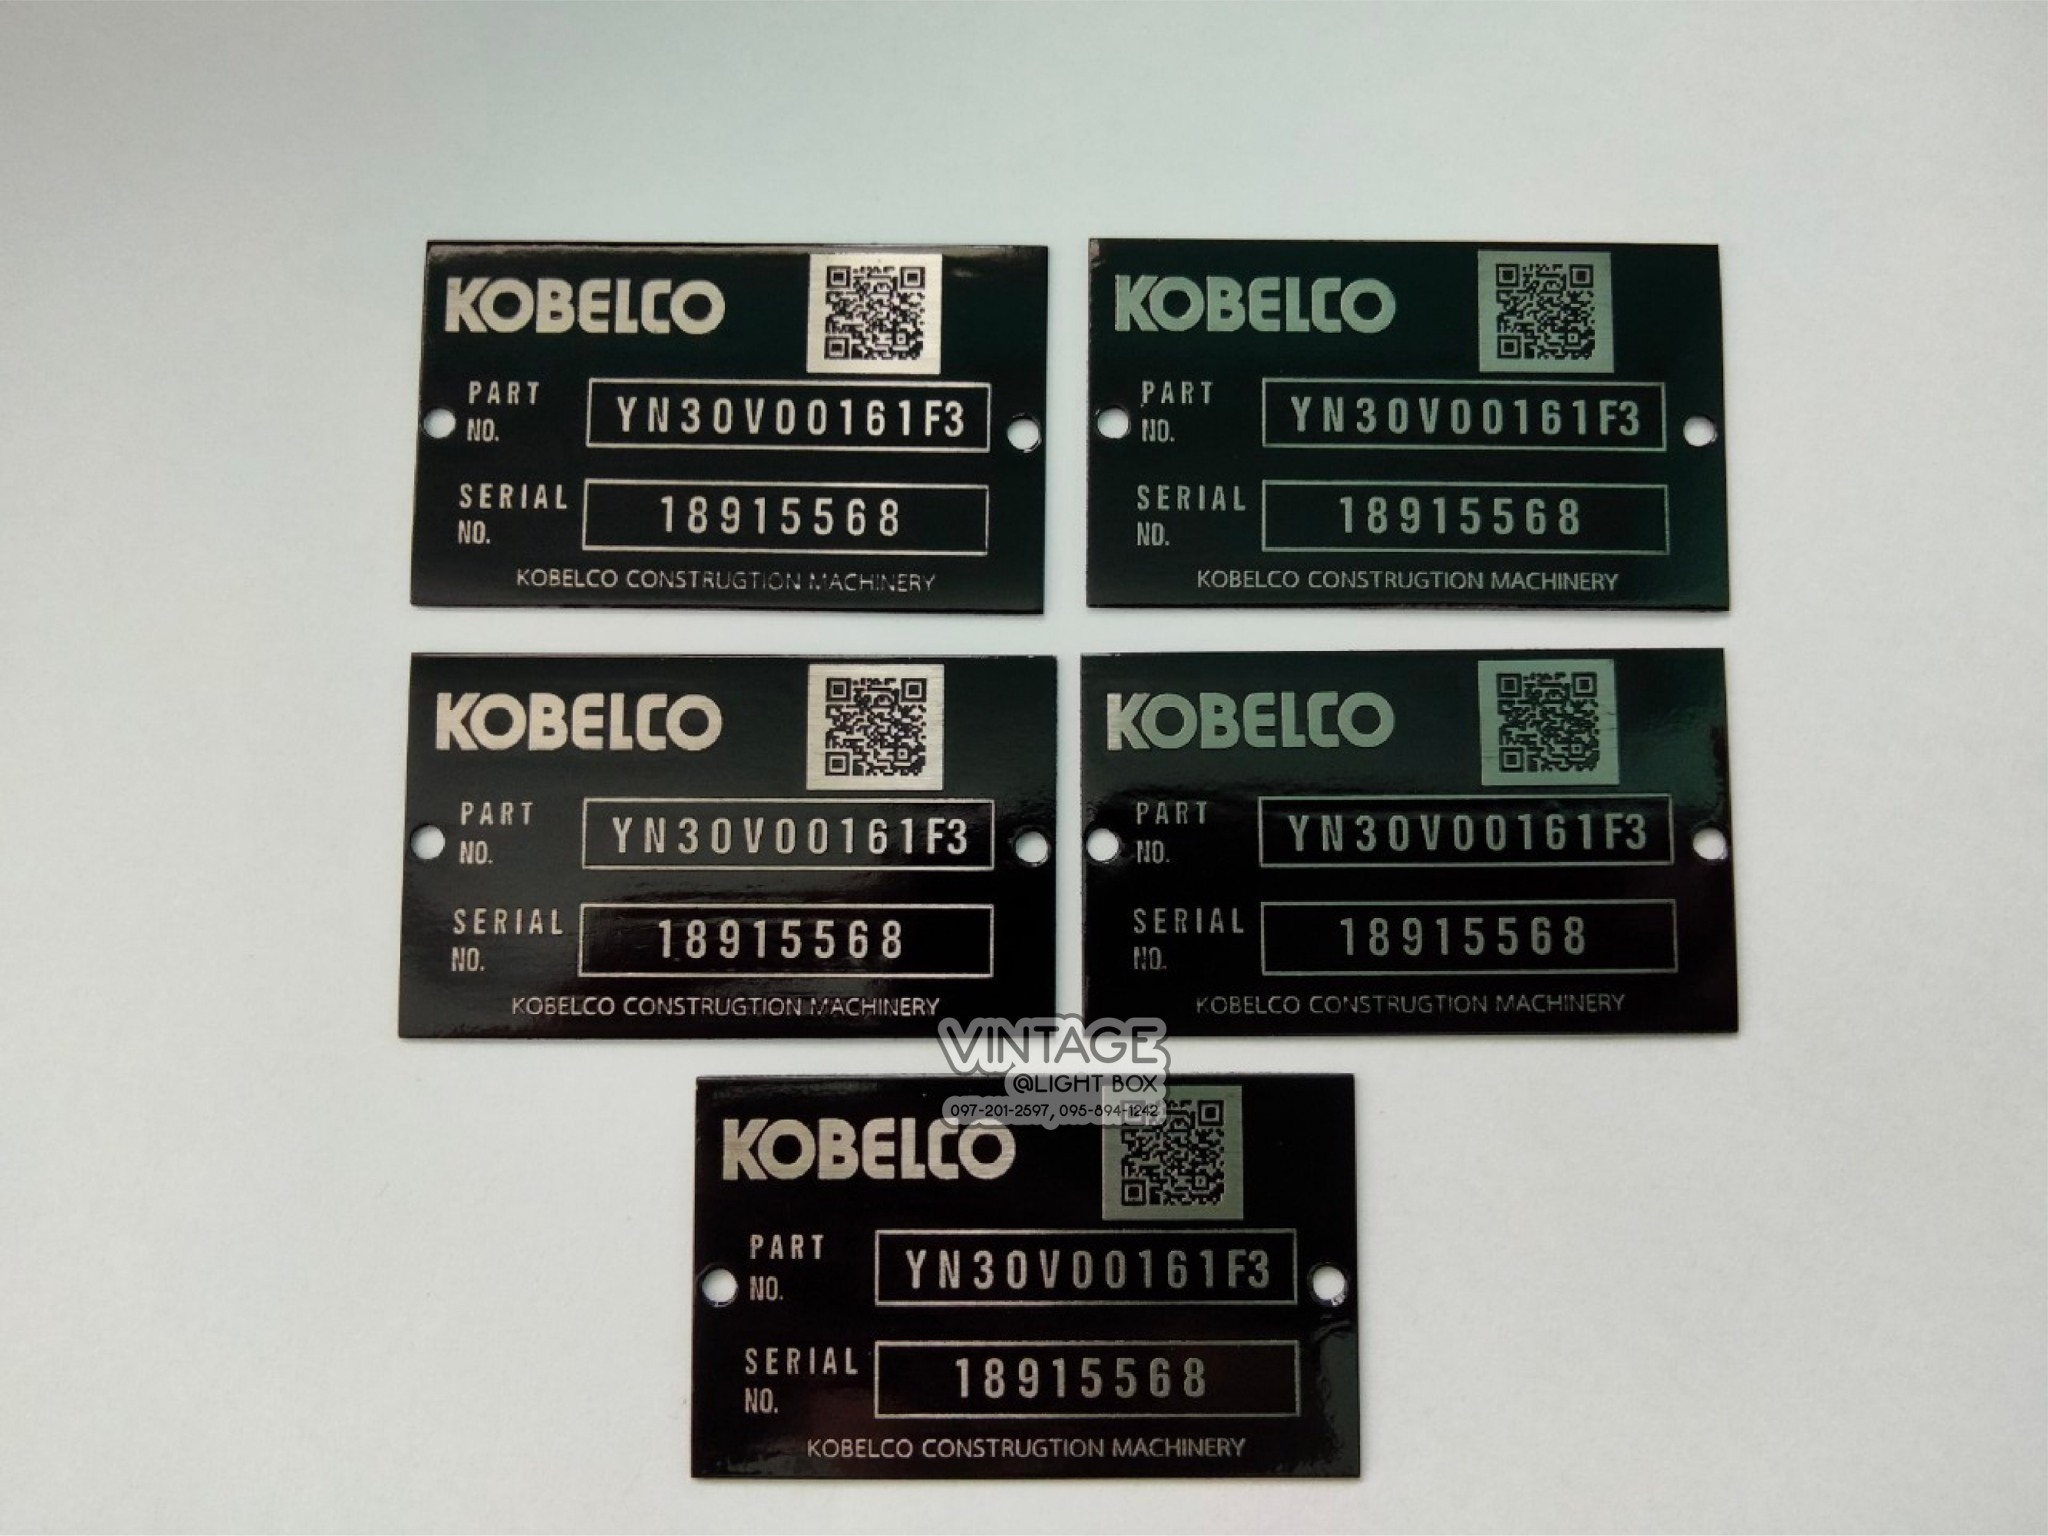 KOBELCO
PART
NO.
YN30V00161F3
SERIAL
NO.
18915568
KOBELCO CONSTRUGTION MACHINERY
KOBELCO
PART
NO.
YN30V00161F3
SERIAL
NO.
18915568
KOBELCO CONSTRUGTION MACHINERY
KOBELCO
PART
NO.
YN30V00161F3
SERIAL
NO.
18915568
KOBELCO CONSTRUGTION MACHINERY
KOBELCO
PART
NO.
YN30V00161F3
SERIAL
NO.
18915568
KOBELCO CONSTRUGTION MACHINERY
VINTAGE
@LIGHT BOX
097-201-2597, 095-894-1242
KOBELCO
PART
NO.
YN30V00161F3
SERIAL
NO.
18915568
KOBELCO CONSTRUGTION MACHINERY